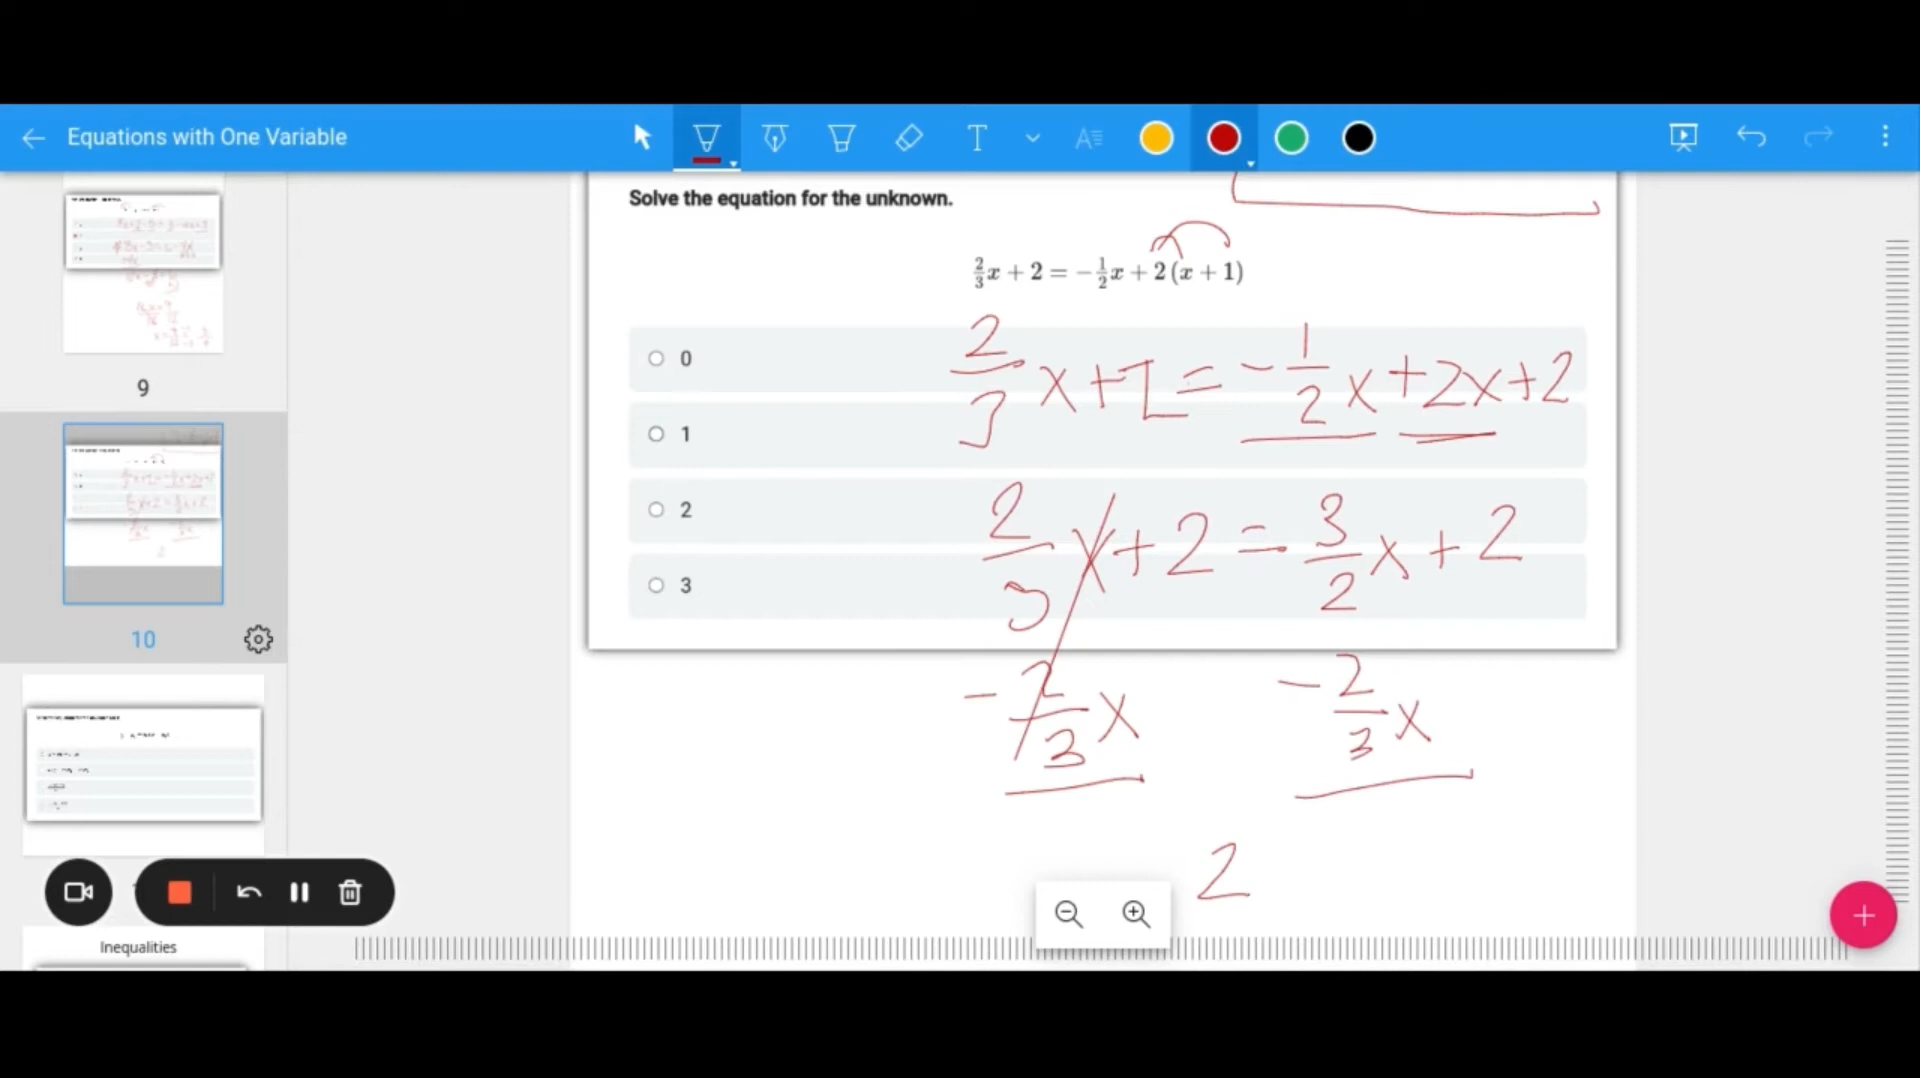 Equations with One Variable
T
A
Solve the equation for the unknown.
2/3 x + 2 = −1/2 x + 2 (x + 1)
0
2/3 x+2 = -1/2 x+2x+2
1
2
2/3 x+2 = 3/2 x+2
3
-2/3 x -2/3 x
2
9
10
Inequalities